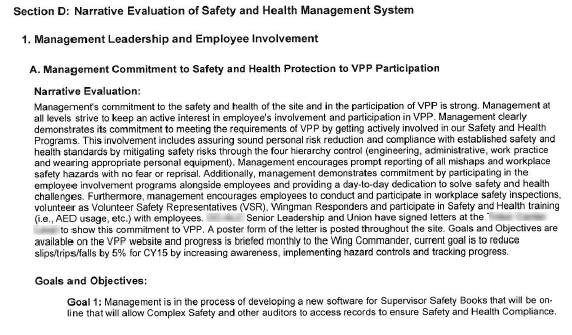 Section D: Narrative Evaluation of Safety and Health Management System
1. Management Leadership and Employee Involvement
A. Management Commitment to Safety and Health Protection to VPP Participation
Narrative Evaluation:
Management's commitment to the safety and health of the site and in the participation of VPP is strong. Management at
all levels strive to keep an active interest in employee's involvement and participation in VPP. Management clearly
demonstrates its commitment to meeting the requirements of VPP by getting actively involved in our Safety and Health
Programs. This involvement includes assuring sound personal risk reduction and compliance with established safety and
health standards by mitigating safety risks through the four hierarchy control (engineering, administrative, work practice
and wearing appropriate personal equipment). Management encourages prompt reporting of all mishaps and workplace
safety hazards with no fear or reprisal. Additionally, management demonstrates commitment by participating in the
employee involvement programs alongside employees and providing a day-to-day dedication to solve safety and health
challenges. Furthermore, management encourages employees to conduct and participate in workplace safety inspections,
volunteer as Volunteer Safety Representatives (VSR), Wingman Responders and participate in Safety and Health training
(i.e., AED usage, etc.) with employees. Senior Leadership and Union have signed letters at the
to show this commitment to VPP. A poster form of the letter is posted throughout the site. Goals and Objectives are
available on the VPP website and progress is briefed monthly to the Wing Commander, current goal is to reduce
slips/trips/falls by 5% for CY15 by increasing awareness, implementing hazard controls and tracking progress.
Goals and Objectives:
Goal 1: Management is in the process of developing a new software for Supervisor Safety Books that will be on-
line that will allow Complex Safety and other auditors to access records to ensure Safety and Health Compliance.